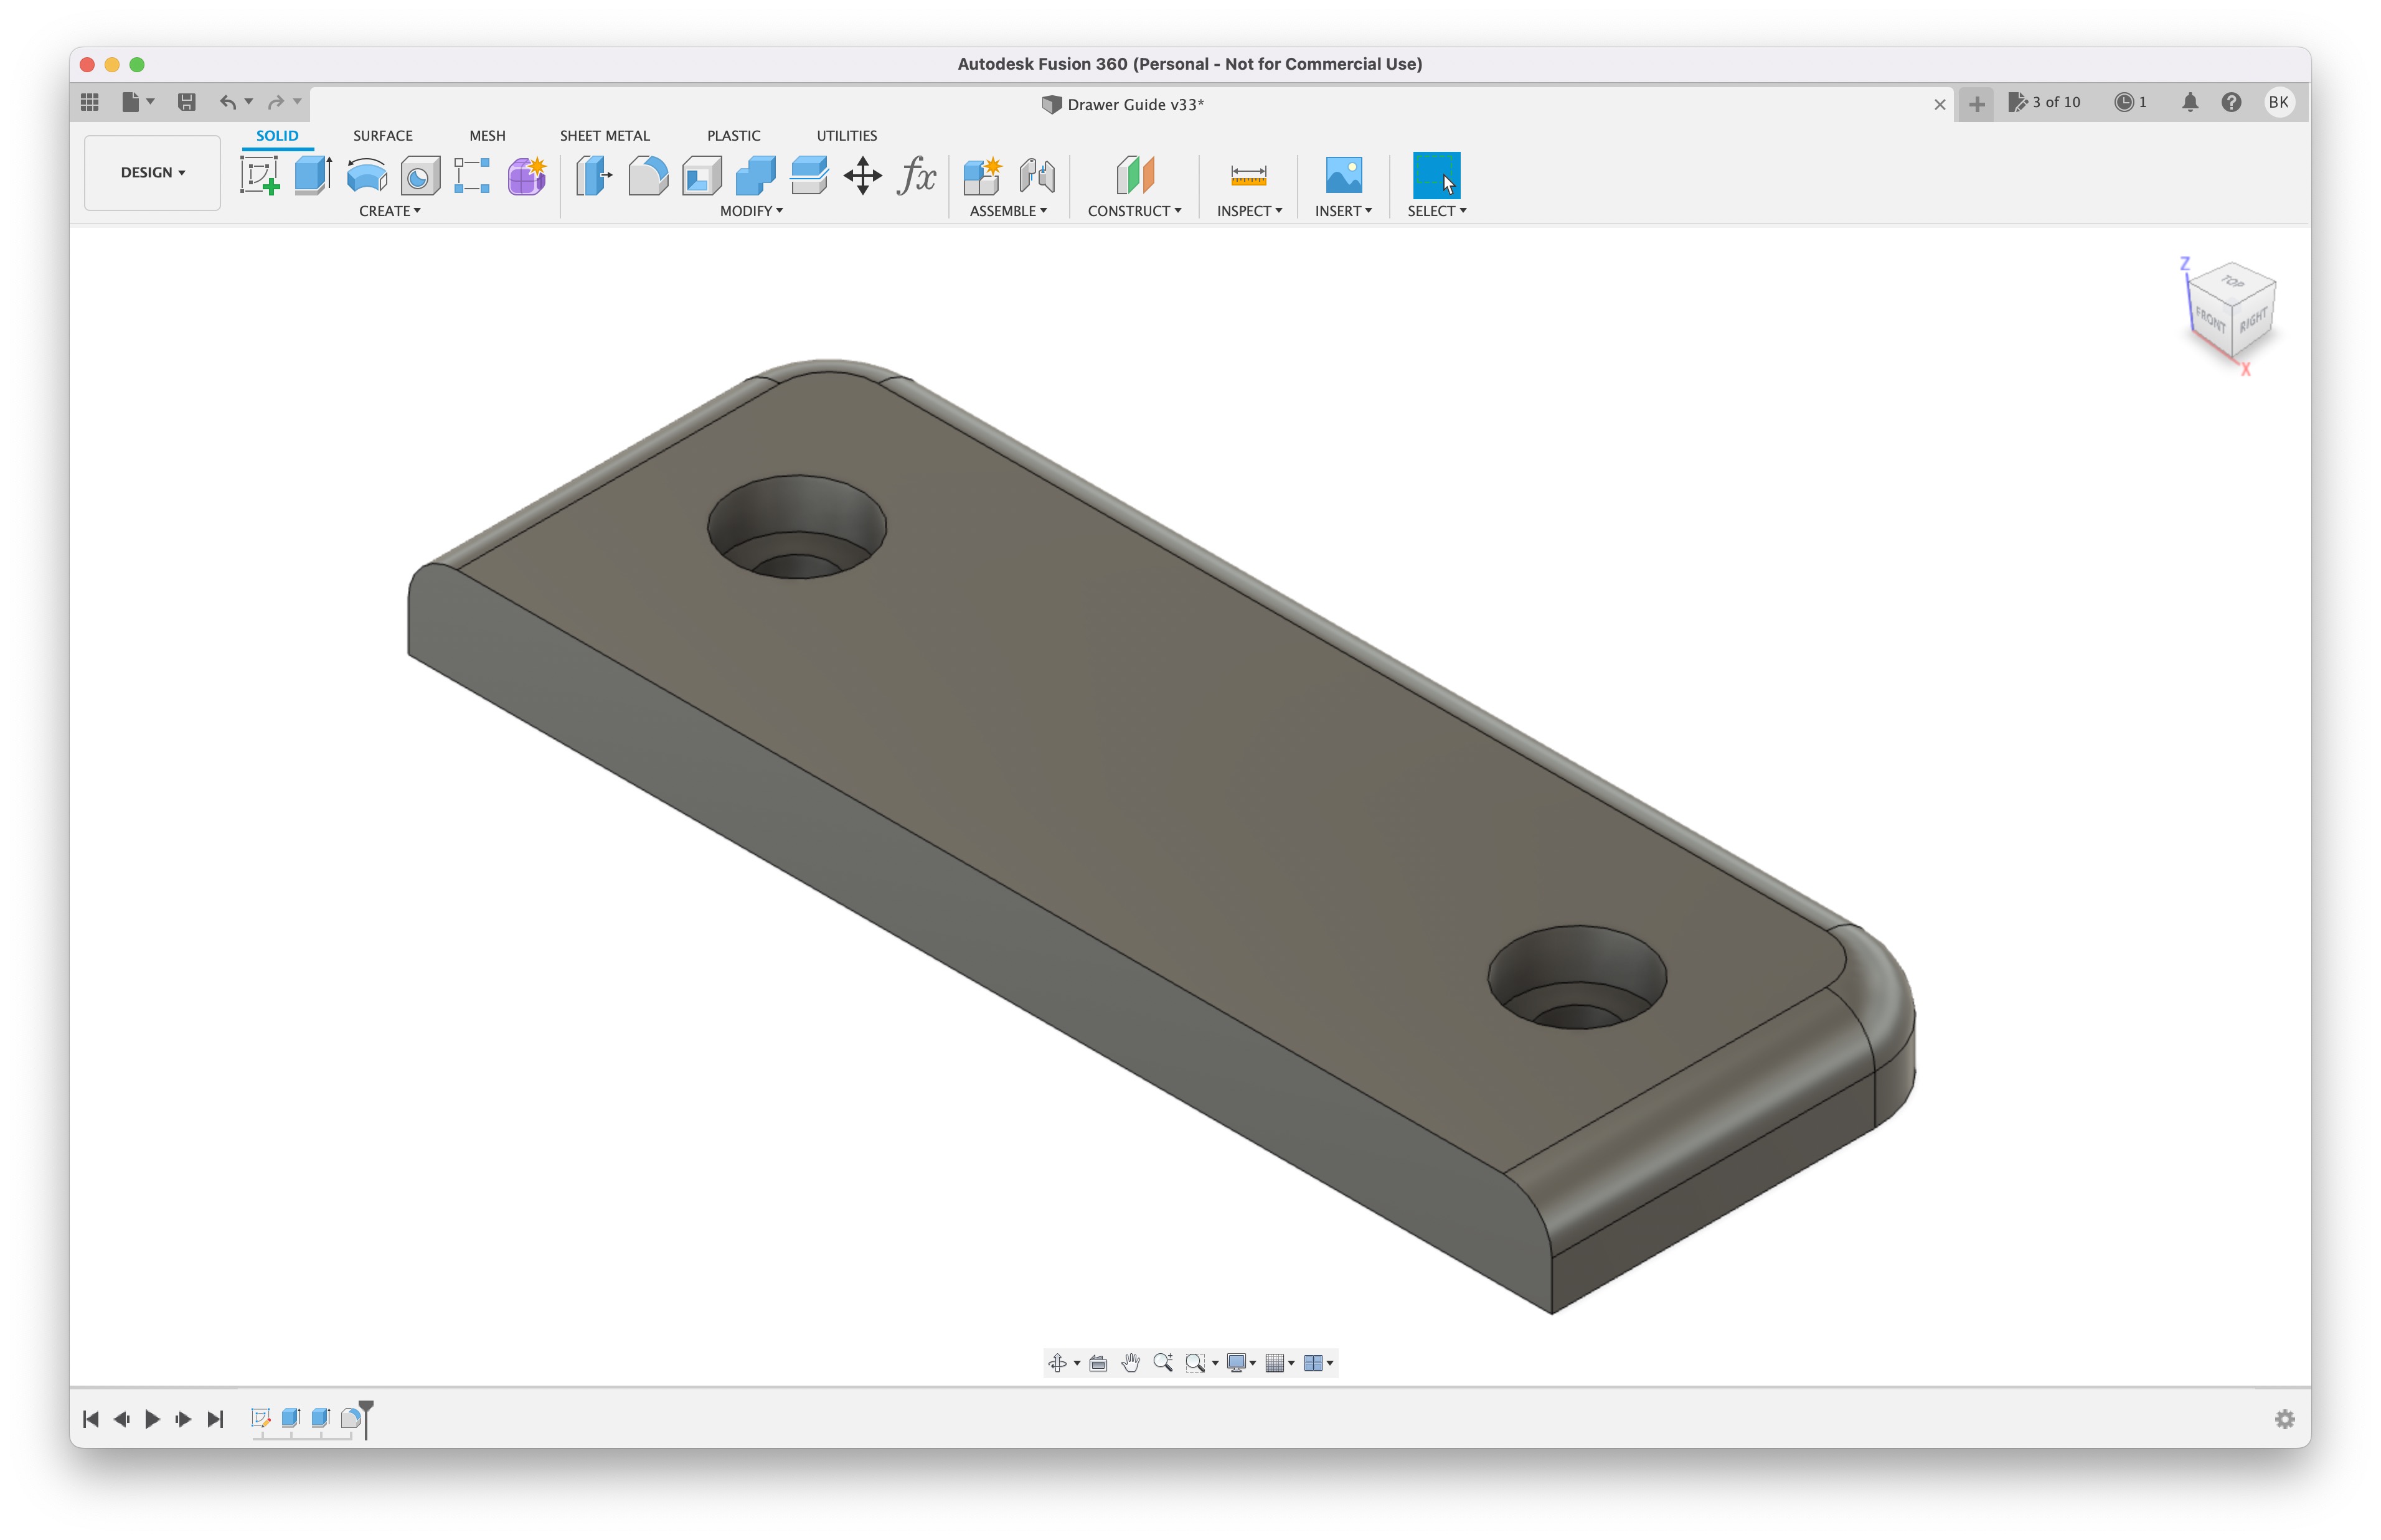 Autodesk Fusion 360 (Personal - Not for Commercial Use)
Drawer Guide v33*
3 of 10
1
BK
DESIGN
SOLID
SURFACE
MESH
SHEET METAL
PLASTIC
UTILITIES
fx
CREATE
MODIFY
ASSEMBLE
CONSTRUCT
INSPECT
INSERT
SELECT
Z
TOP
FRONT
RIGHT
X